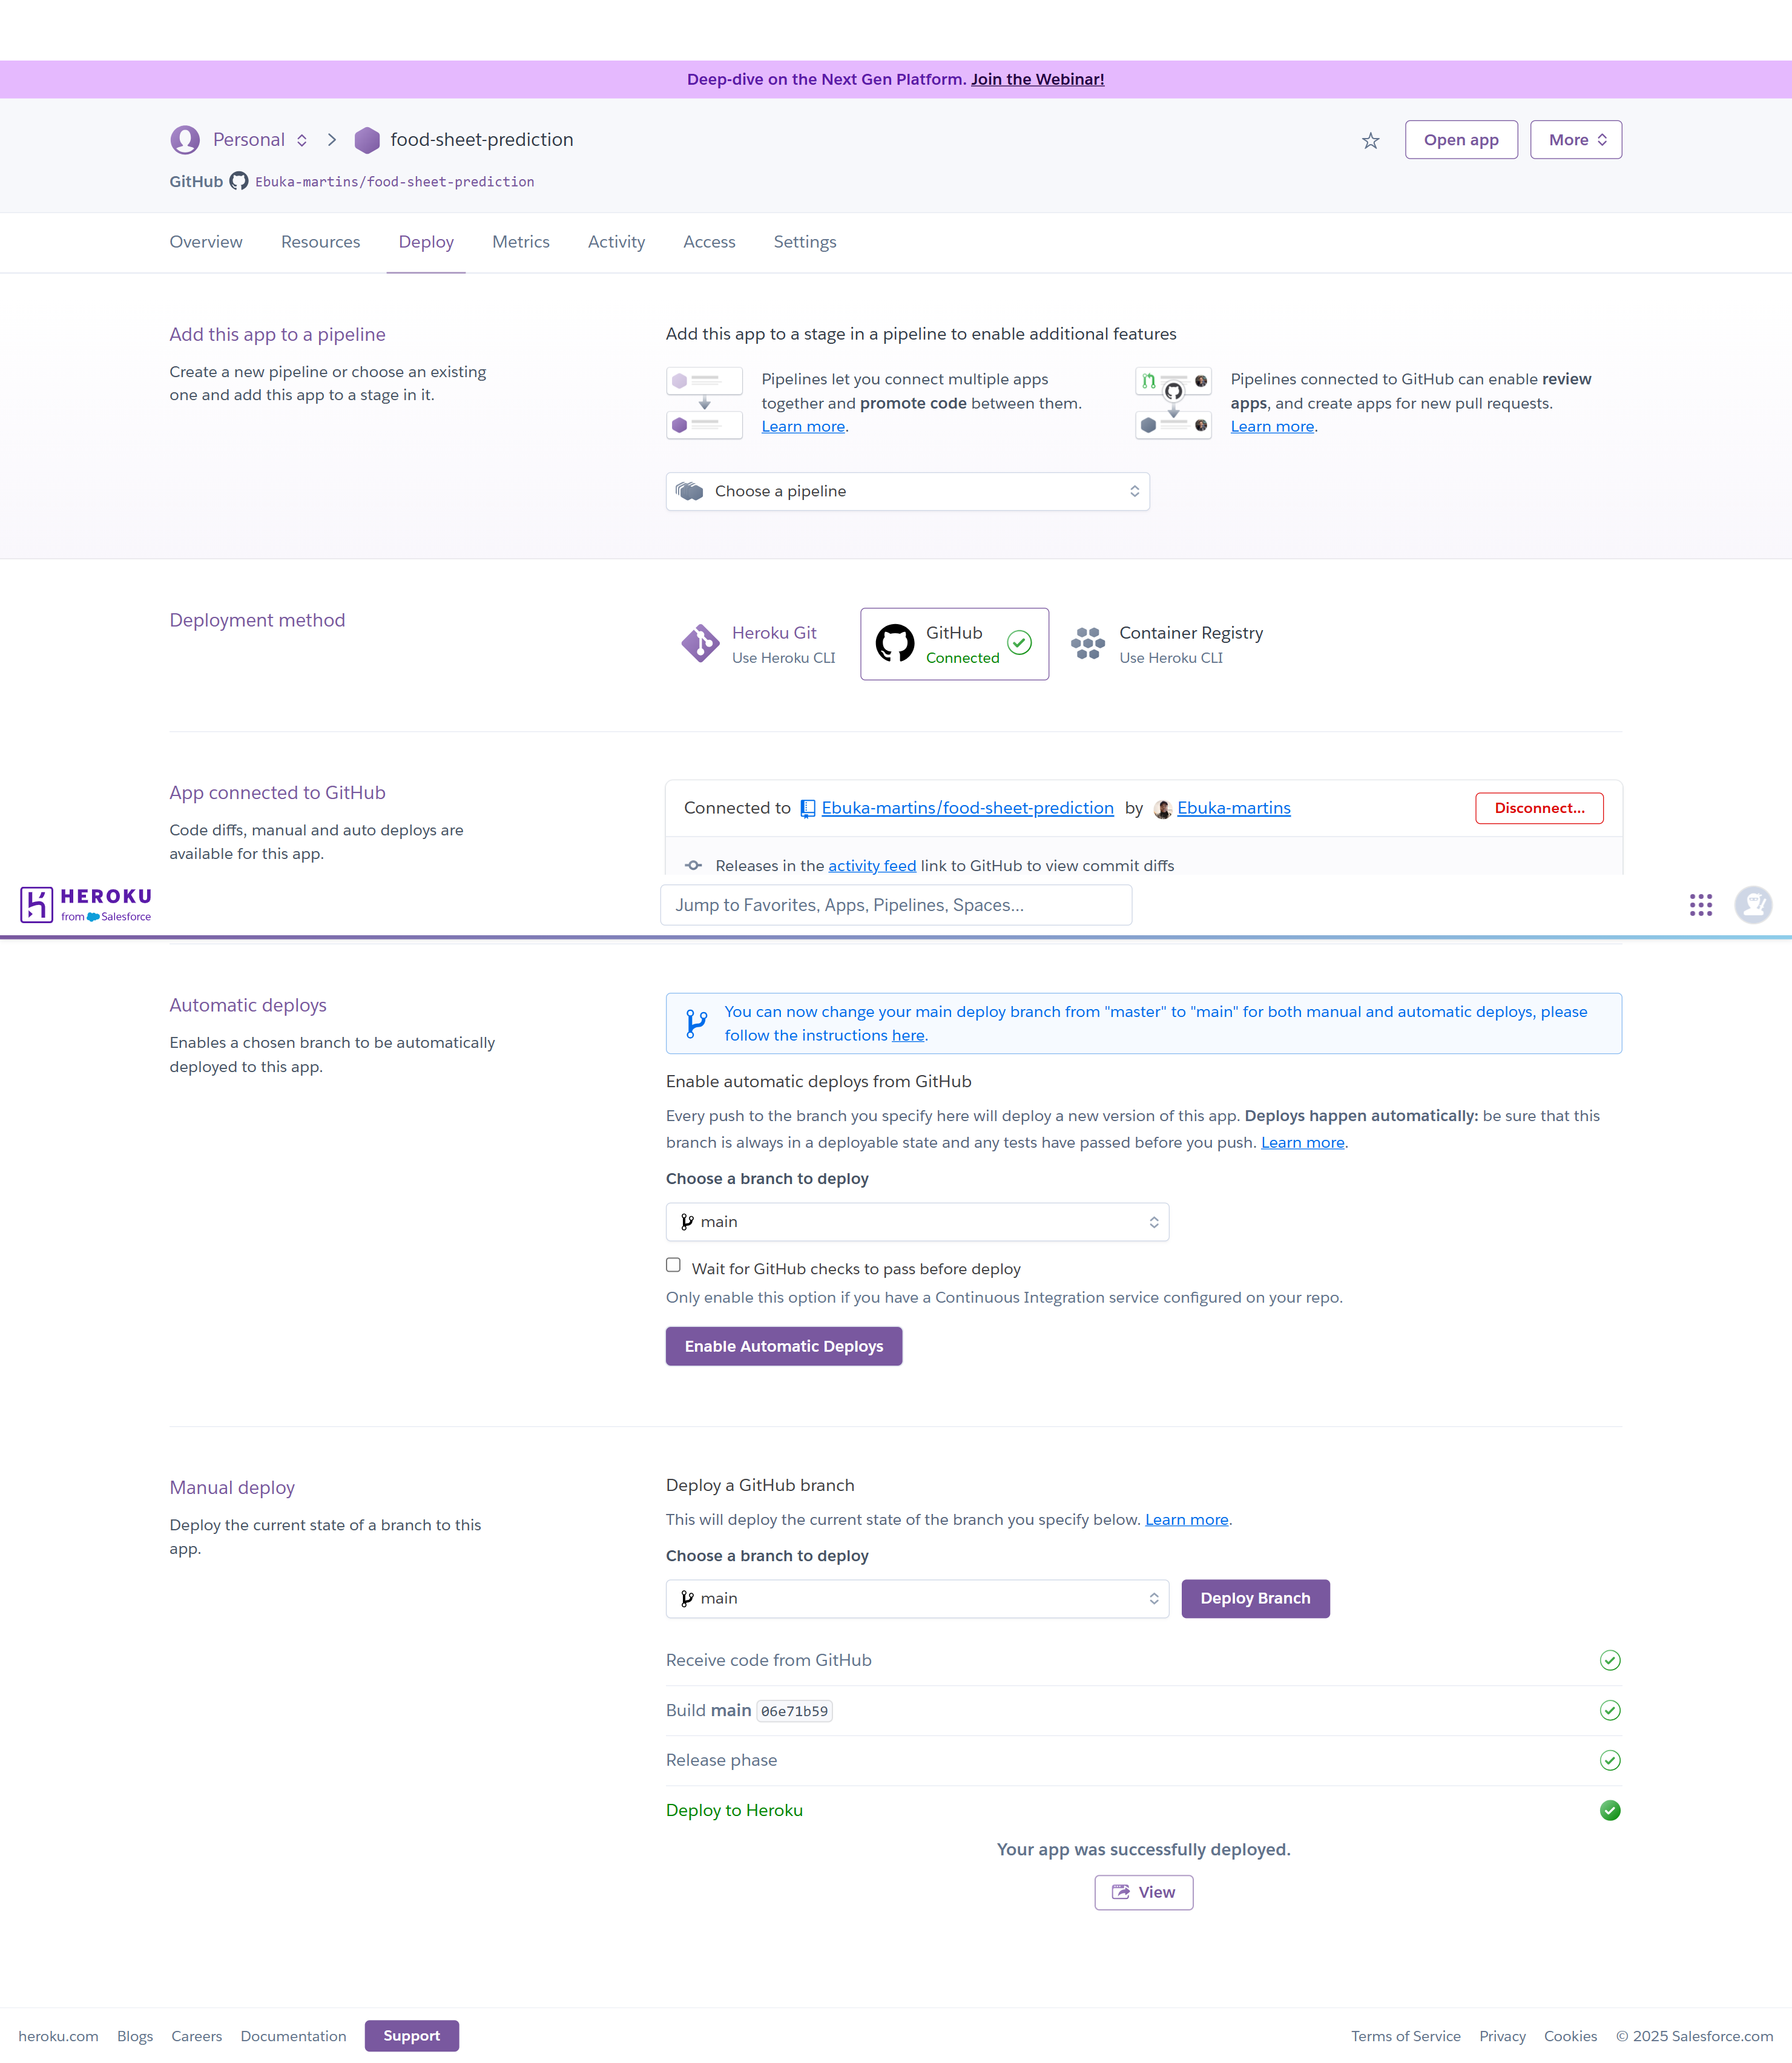 Deep-dive on the Next Gen Platform. Join the Webinar!
Personal
food-sheet-prediction
Open app
More
GitHub Ebuka-martins/food-sheet-prediction
Overview
Resources
Deploy
Metrics
Activity
Access
Settings
Add this app to a pipeline
Create a new pipeline or choose an existing
one and add this app to a stage in it.
Add this app to a stage in a pipeline to enable additional features
Pipelines let you connect multiple apps
together and promote code between them.
Learn more.
Pipelines connected to GitHub can enable review
apps, and create apps for new pull requests.
Learn more.
Choose a pipeline
Deployment method
Heroku Git
Use Heroku CLI
GitHub
Connected
Container Registry
Use Heroku CLI
App connected to GitHub
Code diffs, manual and auto deploys are
available for this app.
Connected to Ebuka-martins/food-sheet-prediction by Ebuka-martins
Disconnect...
Releases in the activity feed link to GitHub to view commit diffs
HEROKU
from Salesforce
Jump to Favorites, Apps, Pipelines, Spaces...
Automatic deploys
Enables a chosen branch to be automatically
deployed to this app.
You can now change your main deploy branch from "master" to "main" for both manual and automatic deploys, please
follow the instructions here.
Enable automatic deploys from GitHub
Every push to the branch you specify here will deploy a new version of this app. Deploys happen automatically: be sure that this
branch is always in a deployable state and any tests have passed before you push. Learn more.
Choose a branch to deploy
main
Wait for GitHub checks to pass before deploy
Only enable this option if you have a Continuous Integration service configured on your repo.
Enable Automatic Deploys
Manual deploy
Deploy the current state of a branch to this
app.
Deploy a GitHub branch
This will deploy the current state of the branch you specify below. Learn more.
Choose a branch to deploy
main
Deploy Branch
Receive code from GitHub
Build main 06e71b59
Release phase
Deploy to Heroku
Your app was successfully deployed.
View
heroku.com
Blogs
Careers
Documentation
Support
Terms of Service
Privacy
Cookies
© 2025 Salesforce.com